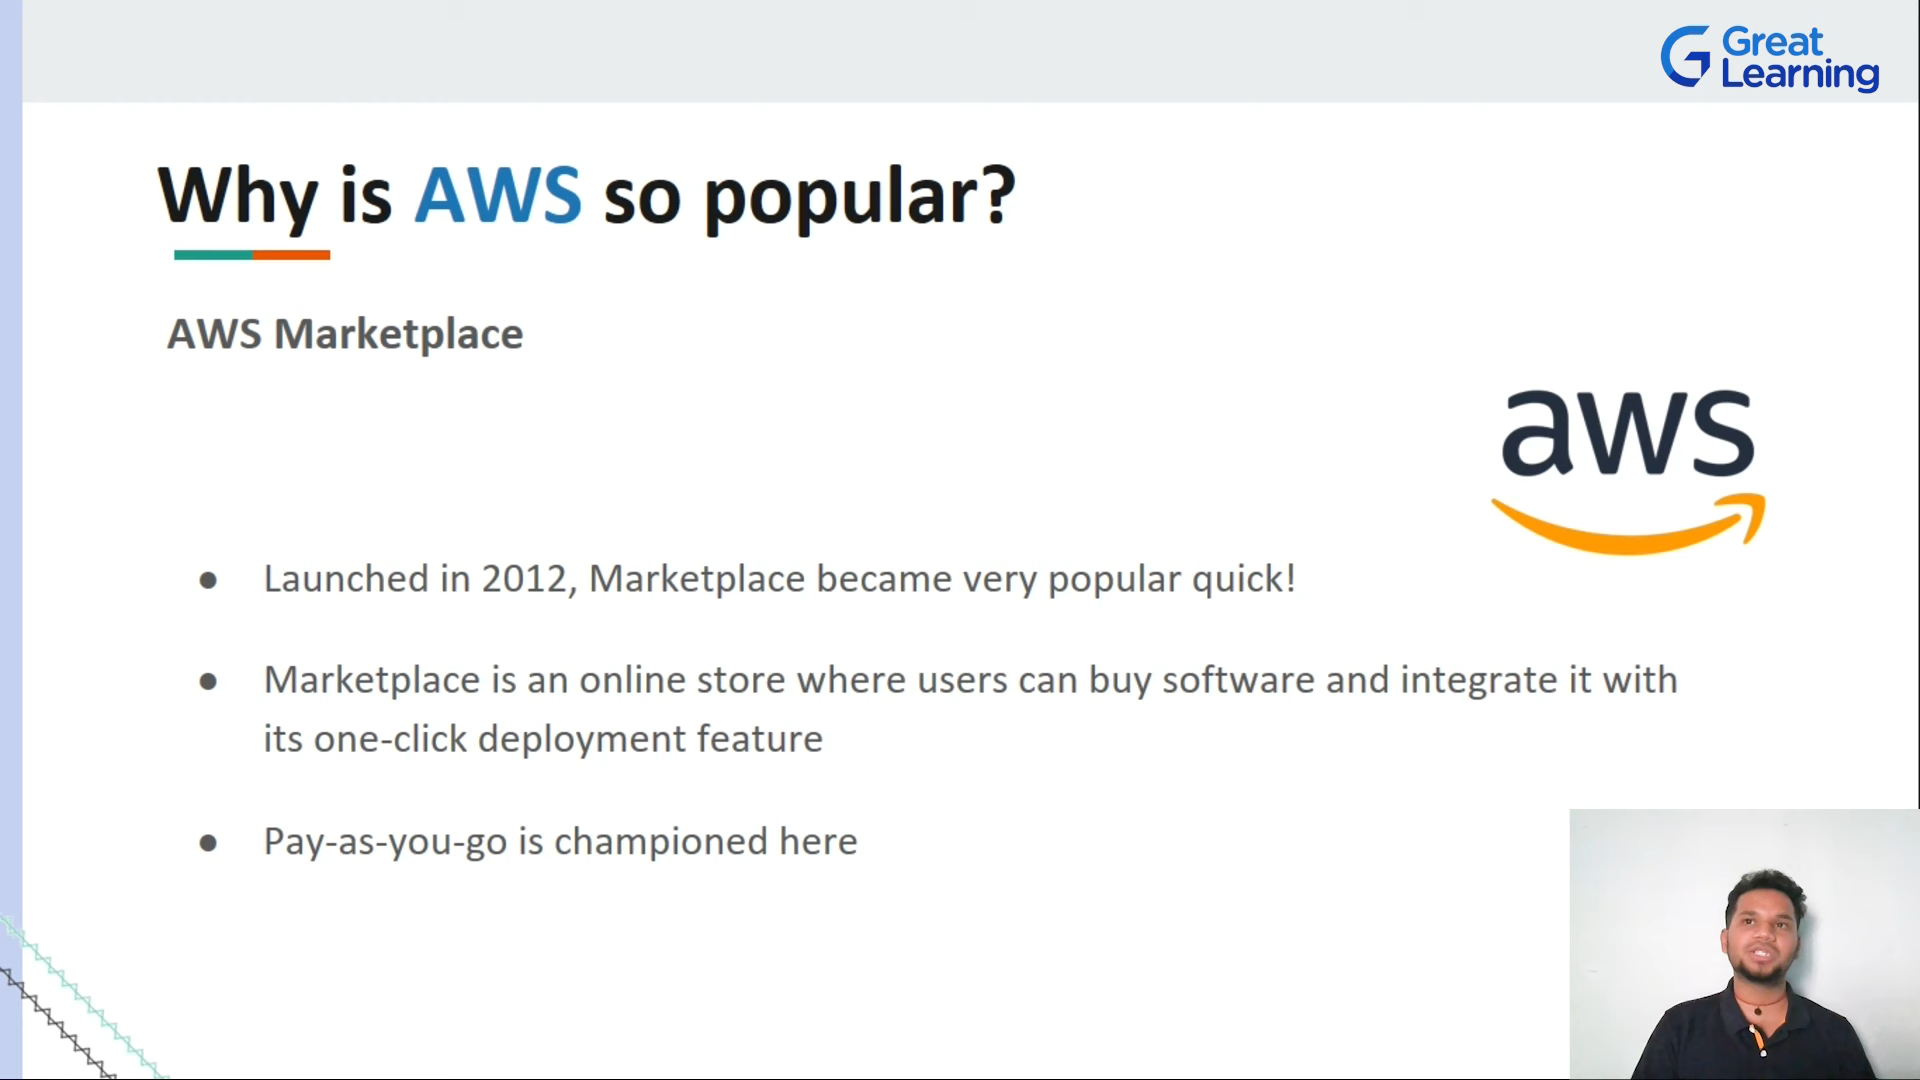 Great
Learning
Why is AWS so popular?
AWS Marketplace
aws
● Launched in 2012, Marketplace became very popular quick!
● Marketplace is an online store where users can buy software and integrate it with
its one-click deployment feature
● Pay-as-you-go is championed here